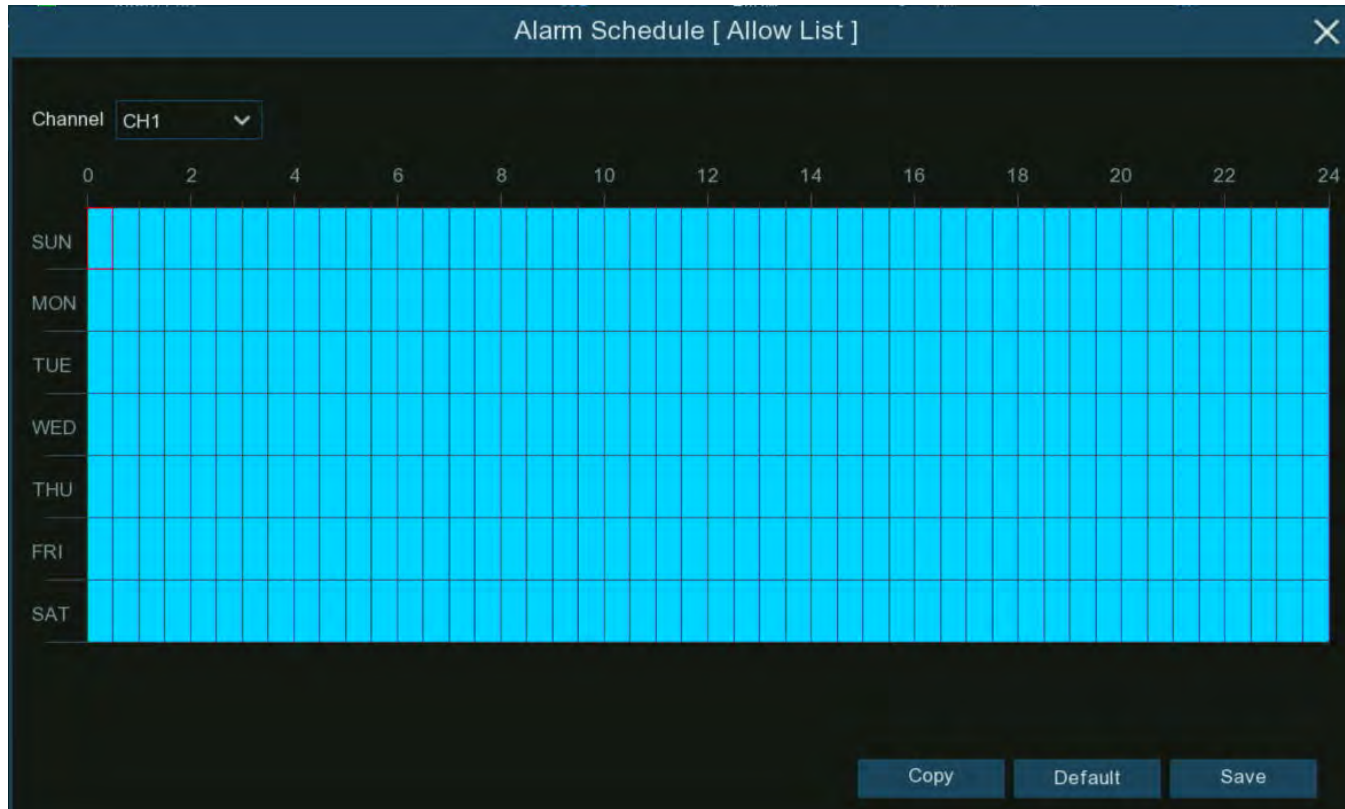 Alarm Schedule [ Allow List ]
Channel CH1
0 2 4 6 8 10 12 14 16 18 20 22 24
SUN
MON
TUE
WED
THU
FRI
SAT
Copy Default Save